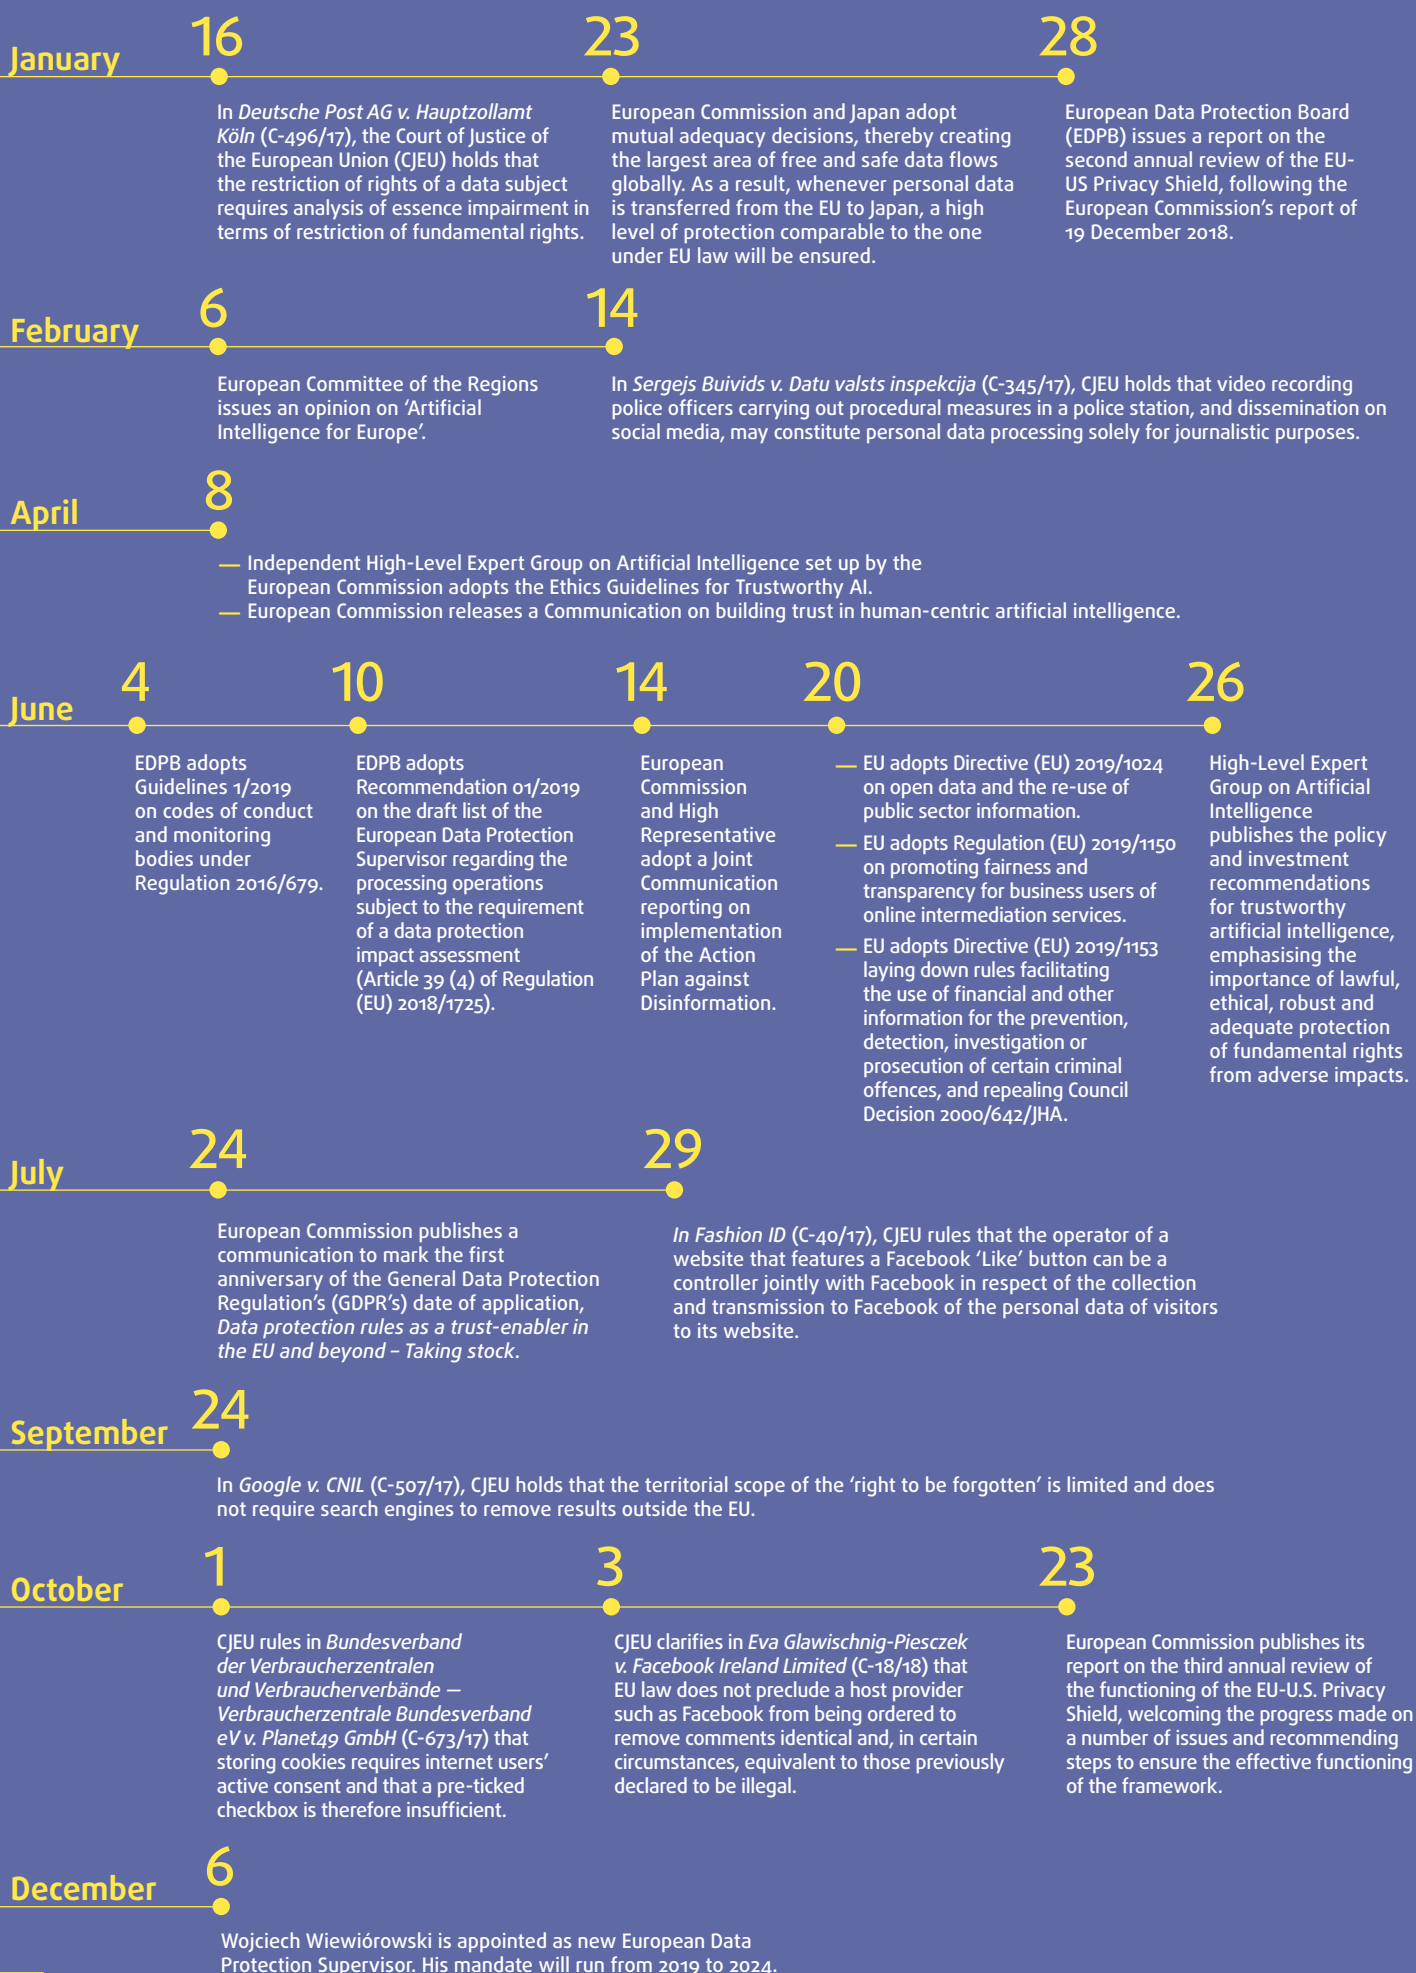 January
16
In Deutsche Post AG v. Hauptzollamt
Köln (C-496/17), the Court of Justice of
the European Union (CJEU) holds that
the restriction of rights of a data subject
requires analysis of essence impairment in
terms of restriction of fundamental rights.
23
European Commission and Japan adopt
mutual adequacy decisions, thereby creating
the largest area of free and safe data flows
globally. As a result, whenever personal data
is transferred from the EU to Japan, a high
level of protection comparable to the one
under EU law will be ensured.
28
European Data Protection Board
(EDPB) issues a report on the
second annual review of the EU-
US Privacy Shield, following the
European Commission’s report of
19 December 2018.
February
6
European Committee of the Regions
issues an opinion on ‘Artificial
Intelligence for Europe’.
14
In Sergejs Buivids v. Datu valsts inspekcija (C-345/17), CJEU holds that video recording
police officers carrying out procedural measures in a police station, and dissemination on
social media, may constitute personal data processing solely for journalistic purposes.
April
8
— Independent High-Level Expert Group on Artificial Intelligence set up by the
European Commission adopts the Ethics Guidelines for Trustworthy AI.
— European Commission releases a Communication on building trust in human-centric artificial intelligence.
June
4
EDPB adopts
Guidelines 1/2019
on codes of conduct
and monitoring
bodies under
Regulation 2016/679.
10
EDPB adopts
Recommendation 01/2019
on the draft list of the
European Data Protection
Supervisor regarding the
processing operations
subject to the requirement
of a data protection
impact assessment
(Article 39 (4) of Regulation
(EU) 2018/1725).
14
European
Commission
and High
Representative
adopt a Joint
Communication
reporting on
implementation
of the Action
Plan against
Disinformation.
20
— EU adopts Directive (EU) 2019/1024
on open data and the re-use of
public sector information.
— EU adopts Regulation (EU) 2019/1150
on promoting fairness and
transparency for business users of
online intermediation services.
— EU adopts Directive (EU) 2019/1153
laying down rules facilitating
the use of financial and other
information for the prevention,
detection, investigation or
prosecution of certain criminal
offences, and repealing Council
Decision 2000/642/JHA.
26
High-Level Expert
Group on Artificial
Intelligence
publishes the policy
and investment
recommendations
for trustworthy
artificial intelligence,
emphasising the
importance of lawful,
ethical, robust and
adequate protection
of fundamental rights
from adverse impacts.
July
24
European Commission publishes a
communication to mark the first
anniversary of the General Data Protection
Regulation’s (GDPR’s) date of application,
Data protection rules as a trust-enabler in
the EU and beyond – Taking stock.
29
In Fashion ID (C-40/17), CJEU rules that the operator of a
website that features a Facebook ‘Like’ button can be a
controller jointly with Facebook in respect of the collection
and transmission to Facebook of the personal data of visitors
to its website.
September
24
In Google v. CNIL (C-507/17), CJEU holds that the territorial scope of the ‘right to be forgotten’ is limited and does
not require search engines to remove results outside the EU.
October
1
CJEU rules in Bundesverband
der Verbraucherzentralen
und Verbraucherverbände —
Verbraucherzentrale Bundesverband
eV v. Planet49 GmbH (C-673/17) that
storing cookies requires internet users’
active consent and that a pre-ticked
checkbox is therefore insufficient.
3
CJEU clarifies in Eva Glawischnig-Piesczek
v. Facebook Ireland Limited (C-18/18) that
EU law does not preclude a host provider
such as Facebook from being ordered to
remove comments identical and, in certain
circumstances, equivalent to those previously
declared to be illegal.
23
European Commission publishes its
report on the third annual review of
the functioning of the EU-U.S. Privacy
Shield, welcoming the progress made on
a number of issues and recommending
steps to ensure the effective functioning
of the framework.
December
6
Wojciech Wiewiórowski is appointed as new European Data
Protection Supervisor. His mandate will run from 2019 to 2024.